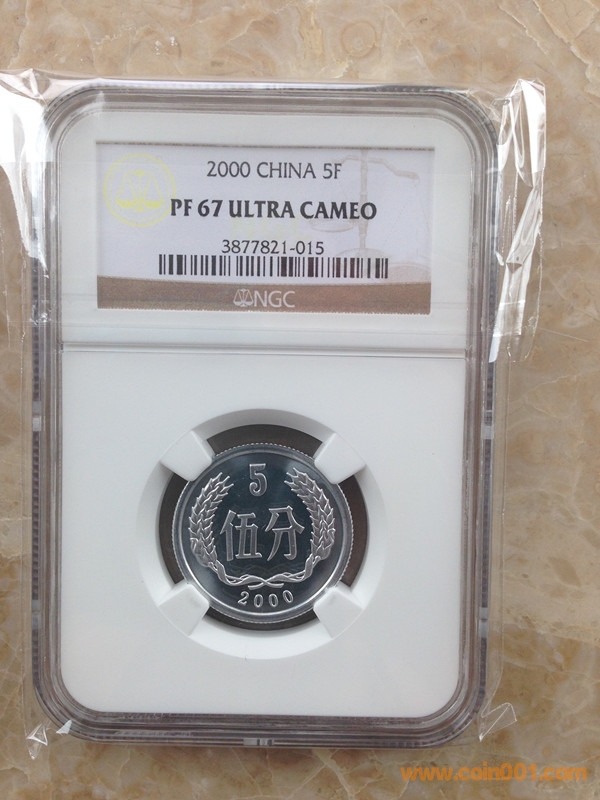 2000 CHINA 5F
PF 67 ULTRA CAMEO
3877821-015
NGC
5
伍分
2000
www.coin001.com